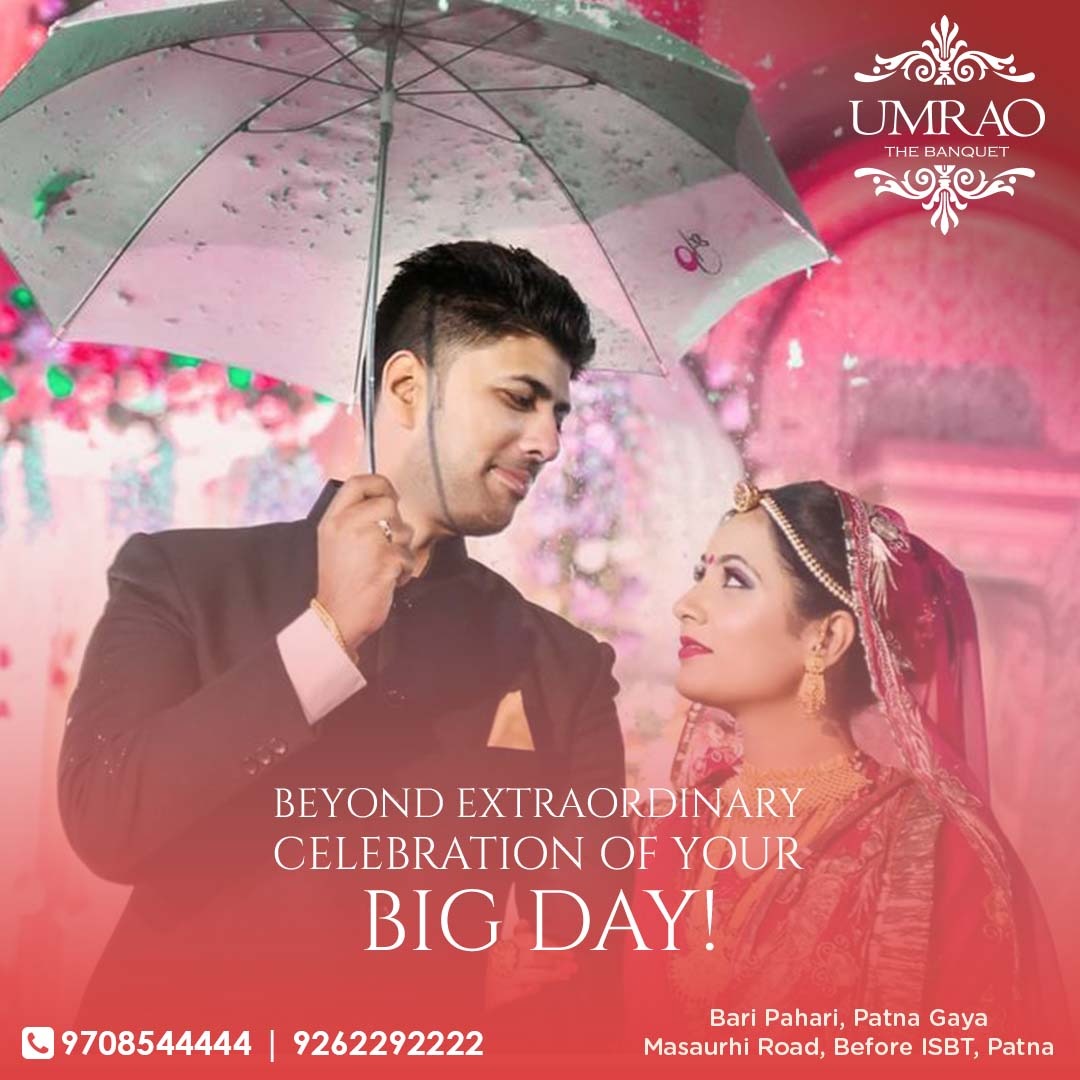 UMRAO
THE BANQUET
BEYOND EXTRAORDINARY
CELEBRATION OF YOUR
BIG DAY!
9708544444 | 9262292222
Bari Pahari, Patna Gaya
Masaurhi Road, Before ISBT, Patna